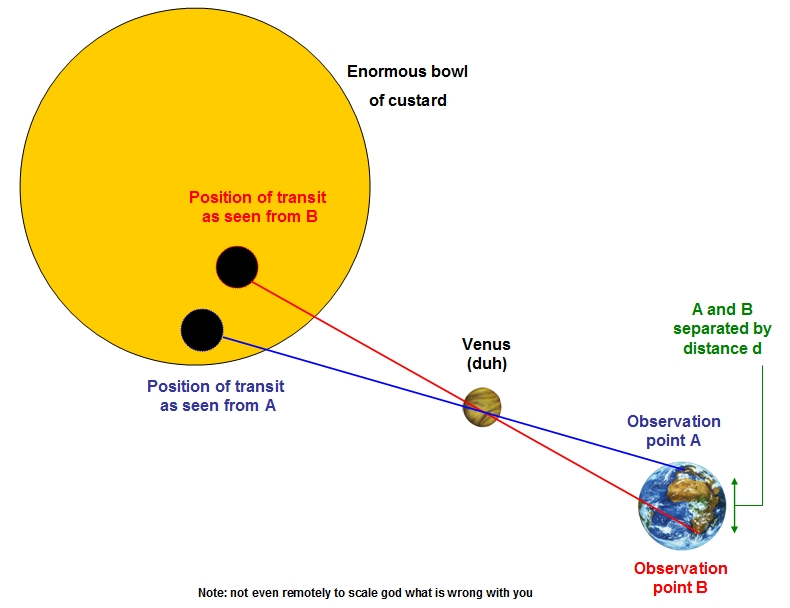 Enormous bowl
of custard
Position of transit
as seen from B
A and B
separated by
distance d
Venus
(duh)
Position of transit
as seen from A
Observation
point A
Observation
point B
Note: not even remotely to scale god what is wrong with you